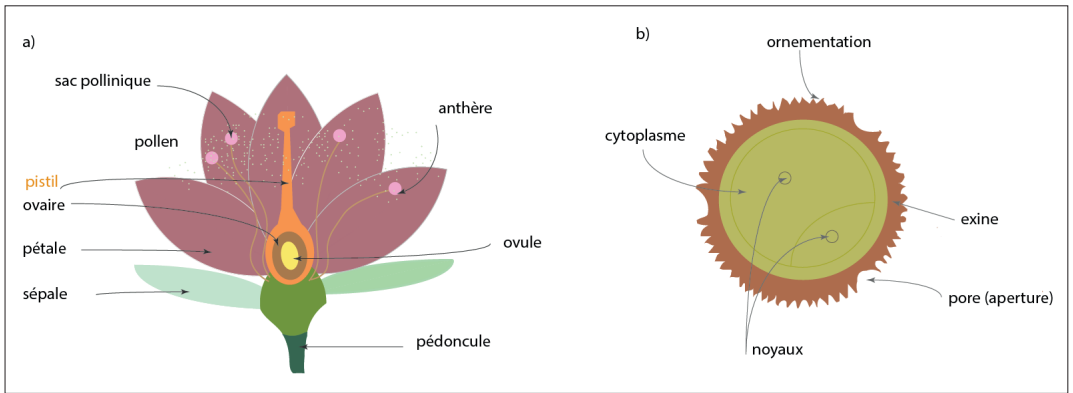 a)
sac pollinique
pollen
anthère
pistil
ovaire
pétale
ovule
sépale
pédoncule
b)
ornementation
cytoplasme
exine
pore (aperture)
noyaux